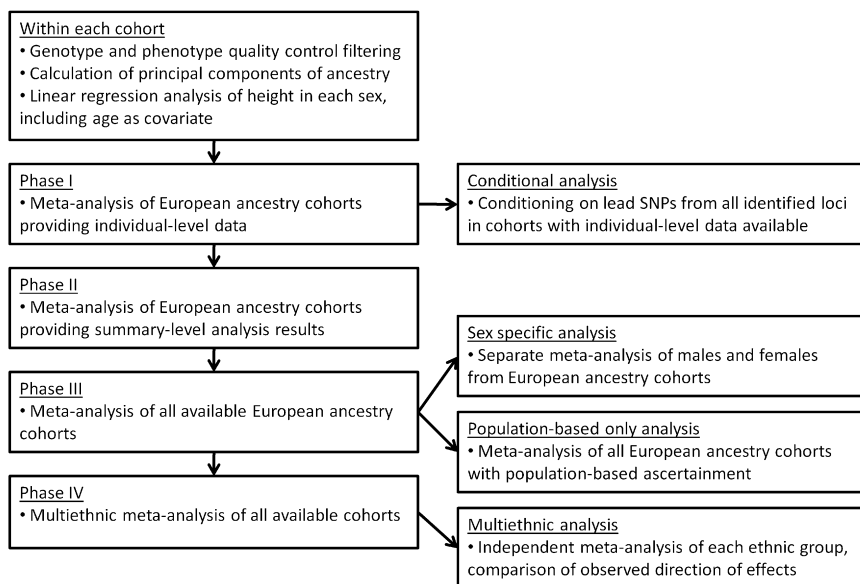 Within each cohort
• Genotype and phenotype quality control filtering
• Calculation of principal components of ancestry
• Linear regression analysis of height in each sex,
including age as covariate
Phase I
• Meta-analysis of European ancestry cohorts
providing individual-level data
Conditional analysis
• Conditioning on lead SNPs from all identified loci
in cohorts with individual-level data available
Phase II
• Meta-analysis of European ancestry cohorts
providing summary-level analysis results
Phase III
• Meta-analysis of all available European ancestry
cohorts
Sex specific analysis
• Separate meta-analysis of males and females
from European ancestry cohorts
Population-based only analysis
• Meta-analysis of all European ancestry cohorts
with population-based ascertainment
Phase IV
• Multiethnic meta-analysis of all available cohorts
Multiethnic analysis
• Independent meta-analysis of each ethnic group,
comparison of observed direction of effects